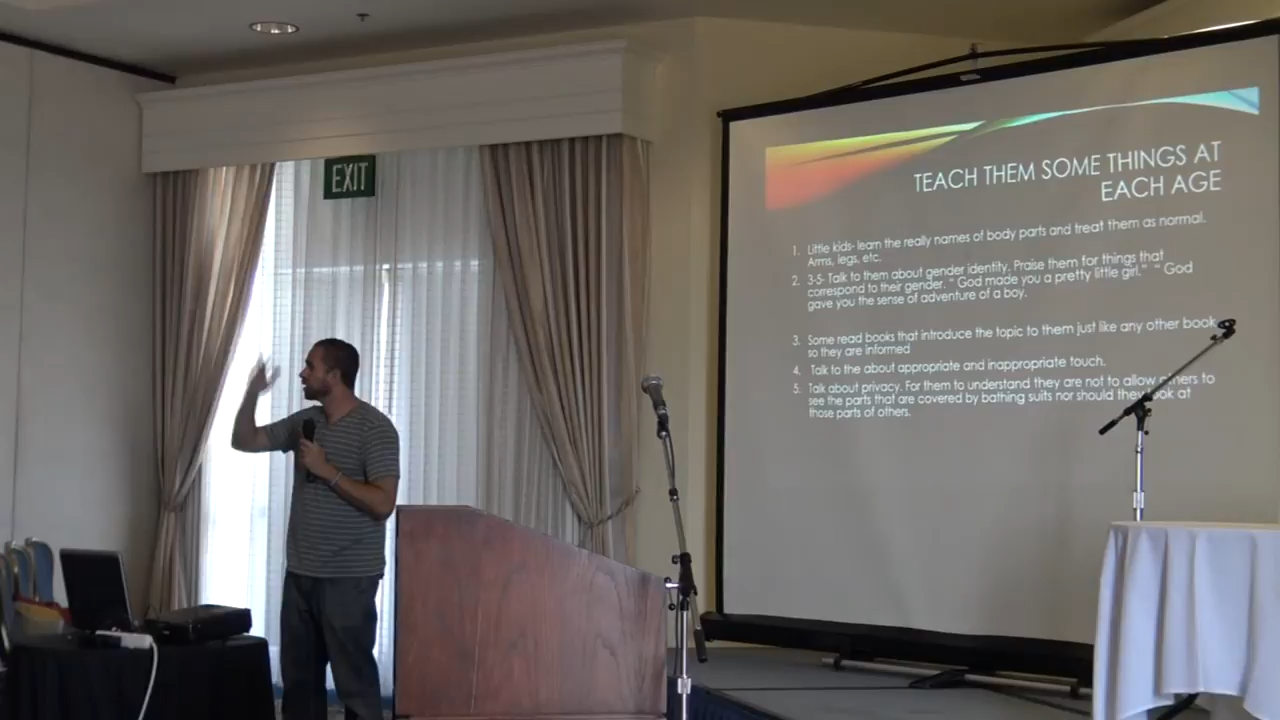 EXIT
TEACH THEM SOME THINGS AT
EACH AGE
1. Little kids- learn the really names of body parts and treat them as normal.
Arms, legs, etc.
2. 3-5- Talk to them about gender identity. Praise them for things that
correspond to their gender. " God made you a pretty little girl." " God
gave you the sense of adventure of a boy.
3. Some read books that introduce the topic to them just like any other book
so they are informed
4. Talk to the about appropriate and inappropriate touch.
5. Talk about privacy. For them to understand they are not to allow others to
see the parts that are covered by bathing suits nor should they look at
those parts of others.